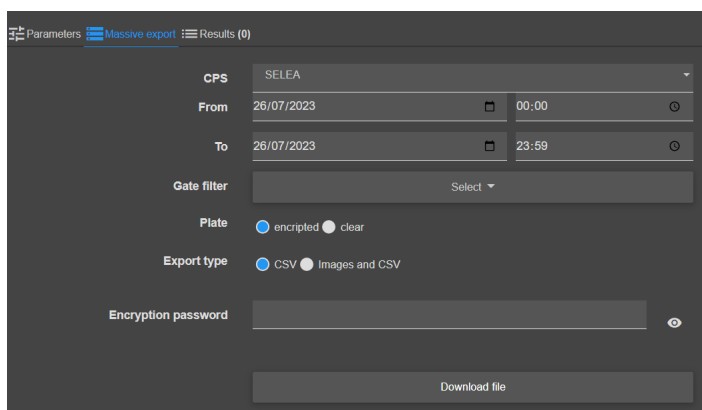 Parameters Massive export Results (0)
CPS SELEA
From 26/07/2023 00:00
To 26/07/2023 23:59
Gate filter Select
Plate encripted clear
Export type CSV Images and CSV
Encryption password
Download file